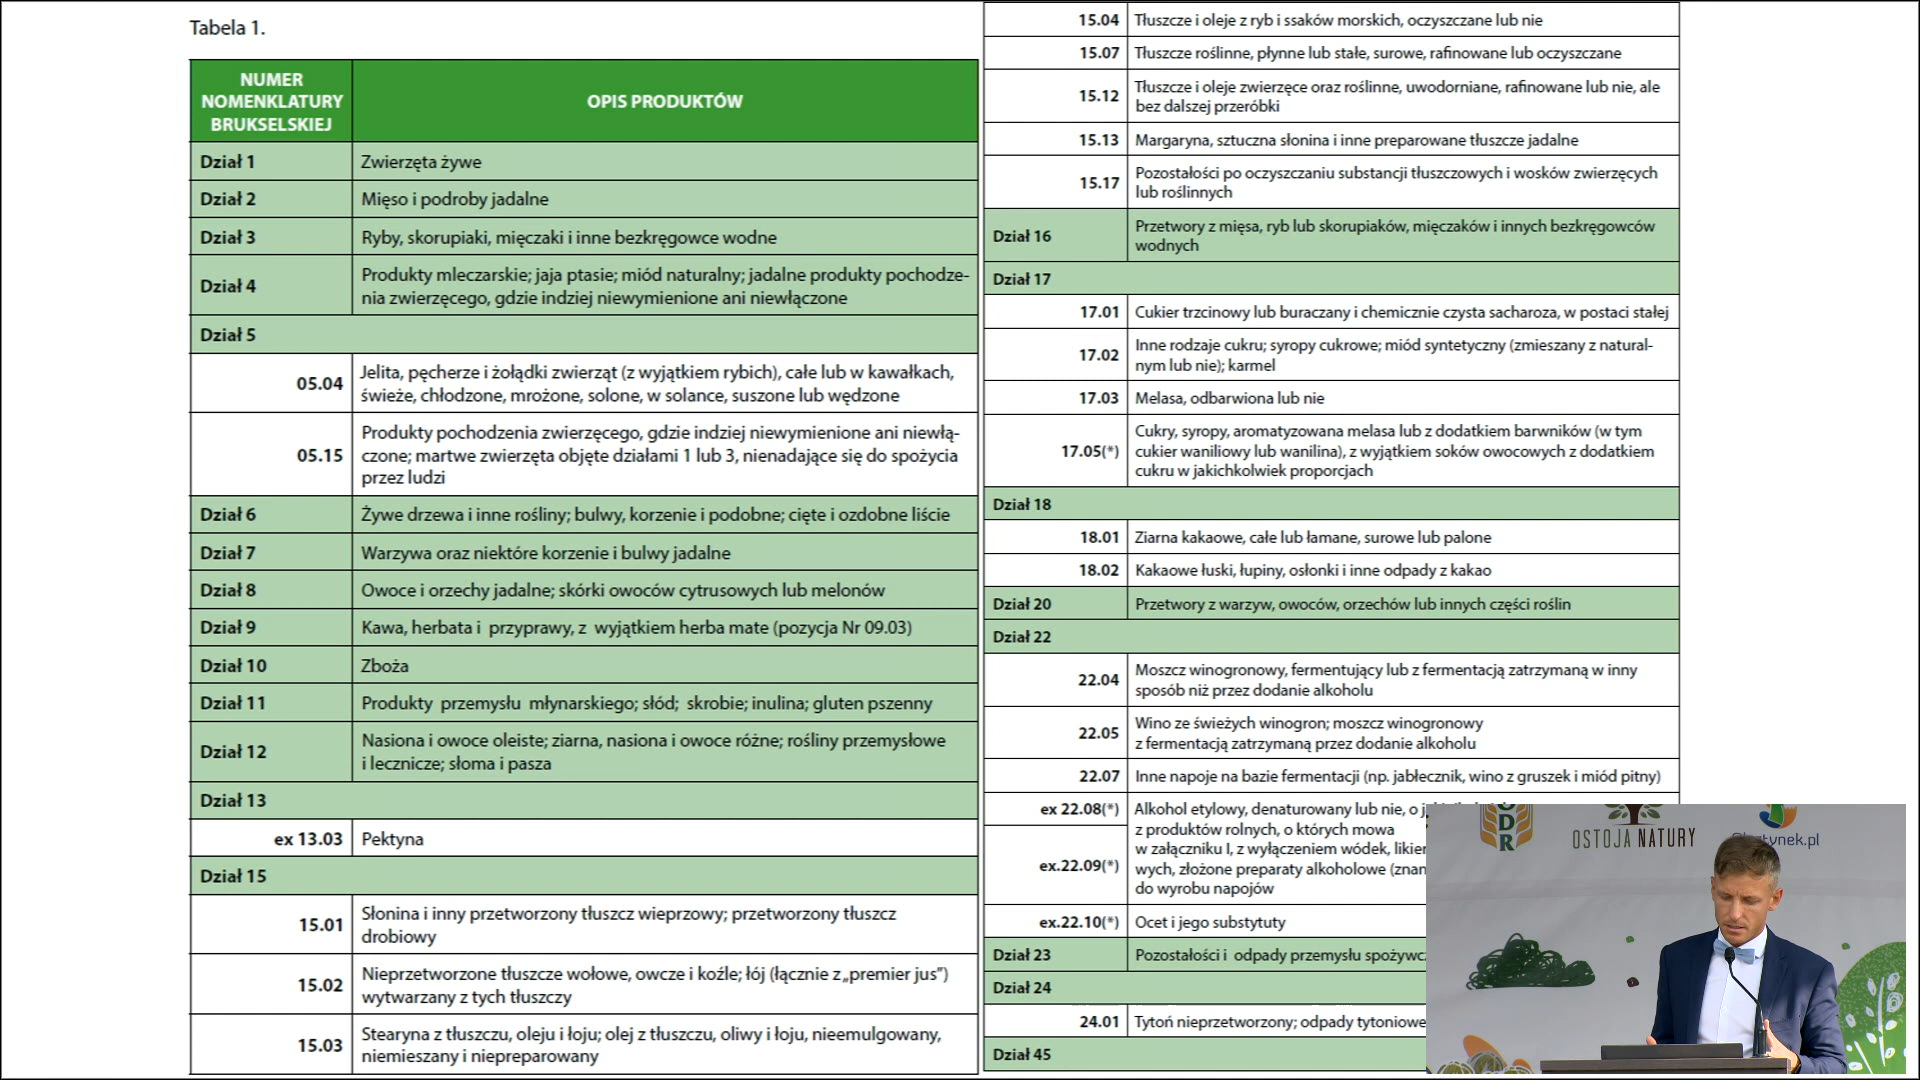 Tabela 1.
NUMER
NOMENKLATURY
BRUKSELSKIEJ
OPIS PRODUKTÓW
Dział 1
Zwierzęta żywe
Dział 2
Mięso i podroby jadalne
Dział 3
Ryby, skorupiaki, mięczaki i inne bezkręgowce wodne
Dział 4
Produkty mleczarskie; jaja ptasie; miód naturalny; jadalne produkty pochodze-
nia zwierzęcego, gdzie indziej niewymienione ani niewłączone
Dział 5
05.04
Jelita, pęcherze i żołądki zwierząt (z wyjątkiem rybich), całe lub w kawałkach,
świeże, chłodzone, mrożone, solone, w solance, suszone lub wędzone
05.15
Produkty pochodzenia zwierzęcego, gdzie indziej niewymienione ani niewłą-
czone; martwe zwierzęta objęte działami 1 lub 3, nienadające się do spożycia
przez ludzi
Dział 6
Żywe drzewa i inne rośliny; bulwy, korzenie i podobne; cięte i ozdobne liście
Dział 7
Warzywa oraz niektóre korzenie i bulwy jadalne
Dział 8
Owoce i orzechy jadalne; skórki owoców cytrusowych lub melonów
Dział 9
Kawa, herbata i przyprawy, z wyjątkiem herba mate (pozycja Nr 09.03)
Dział 10
Zboża
Dział 11
Produkty przemysłu młynarskiego; słód; skrobie; inulina; gluten pszenny
Dział 12
Nasiona i owoce oleiste; ziarna, nasiona i owoce różne; rośliny przemysłowe
i lecznicze; słoma i pasza
Dział 13
ex 13.03
Pektyna
Dział 15
15.01
Słonina i inny przetworzony tłuszcz wieprzowy; przetworzony tłuszcz
drobiowy
15.02
Nieprzetworzone tłuszcze wołowe, owcze i koźle; łój (łącznie z „premier jus”)
wytwarzany z tych tłuszczy
15.03
Stearyna z tłuszczu, oleju i łoju; olej z tłuszczu, oliwy i łoju, nieemulgowany,
niemieszany i niepreparowany
15.04
Tłuszcze i oleje z ryb i ssaków morskich, oczyszczane lub nie
15.07
Tłuszcze roślinne, płynne lub stałe, surowe, rafinowane lub oczyszczane
15.12
Tłuszcze i oleje zwierzęce oraz roślinne, uwodorniane, rafinowane lub nie, ale
bez dalszej przeróbki
15.13
Margaryna, sztuczna słonina i inne preparowane tłuszcze jadalne
15.17
Pozostałości po oczyszczaniu substancji tłuszczowych i wosków zwierzęcych
lub roślinnych
Dział 16
Przetwory z mięsa, ryb lub skorupiaków, mięczaków i innych bezkręgowców
wodnych
Dział 17
17.01
Cukier trzcinowy lub buraczany i chemicznie czysta sacharoza, w postaci stałej
17.02
Inne rodzaje cukru; syropy cukrowe; miód syntetyczny (zmieszany z natural-
nym lub nie); karmel
17.03
Melasa, odbarwiona lub nie
17.05(*)
Cukry, syropy, aromatyzowana melasa lub z dodatkiem barwników (w tym
cukier waniliowy lub wanilina), z wyjątkiem soków owocowych z dodatkiem
cukru w jakichkolwiek proporcjach
Dział 18
18.01
Ziarna kakaowe, całe lub łamane, surowe lub palone
18.02
Kakaowe łuski, łupiny, osłonki i inne odpady z kakao
Dział 20
Przetwory z warzyw, owoców, orzechów lub innych części roślin
Dział 22
22.04
Moszcz winogronowy, fermentujący lub z fermentacją zatrzymaną w inny
sposób niż przez dodanie alkoholu
22.05
Wino ze świeżych winogron; moszcz winogronowy
z fermentacją zatrzymaną przez dodanie alkoholu
22.07
Inne napoje na bazie fermentacji (np. jabłecznik, wino z gruszek i miód pitny)
ex 22.08(*)
ex.22.09(*)
Alkohol etylowy, denaturowany lub nie, o
z produktów rolnych, o których mowa
w załączniku I, z wyłączeniem wódek, likier
wych, złożone preparaty alkoholowe (znan
do wyrobu napojów
ex.22.10(*)
Ocet i jego substytuty
Dział 23
Pozostałości i odpady przemysłu spożywc
Dział 24
24.01
Tytoń nieprzetworzony; odpady tytoniowe
Dział 45
ODR
OSTOJA NATURY